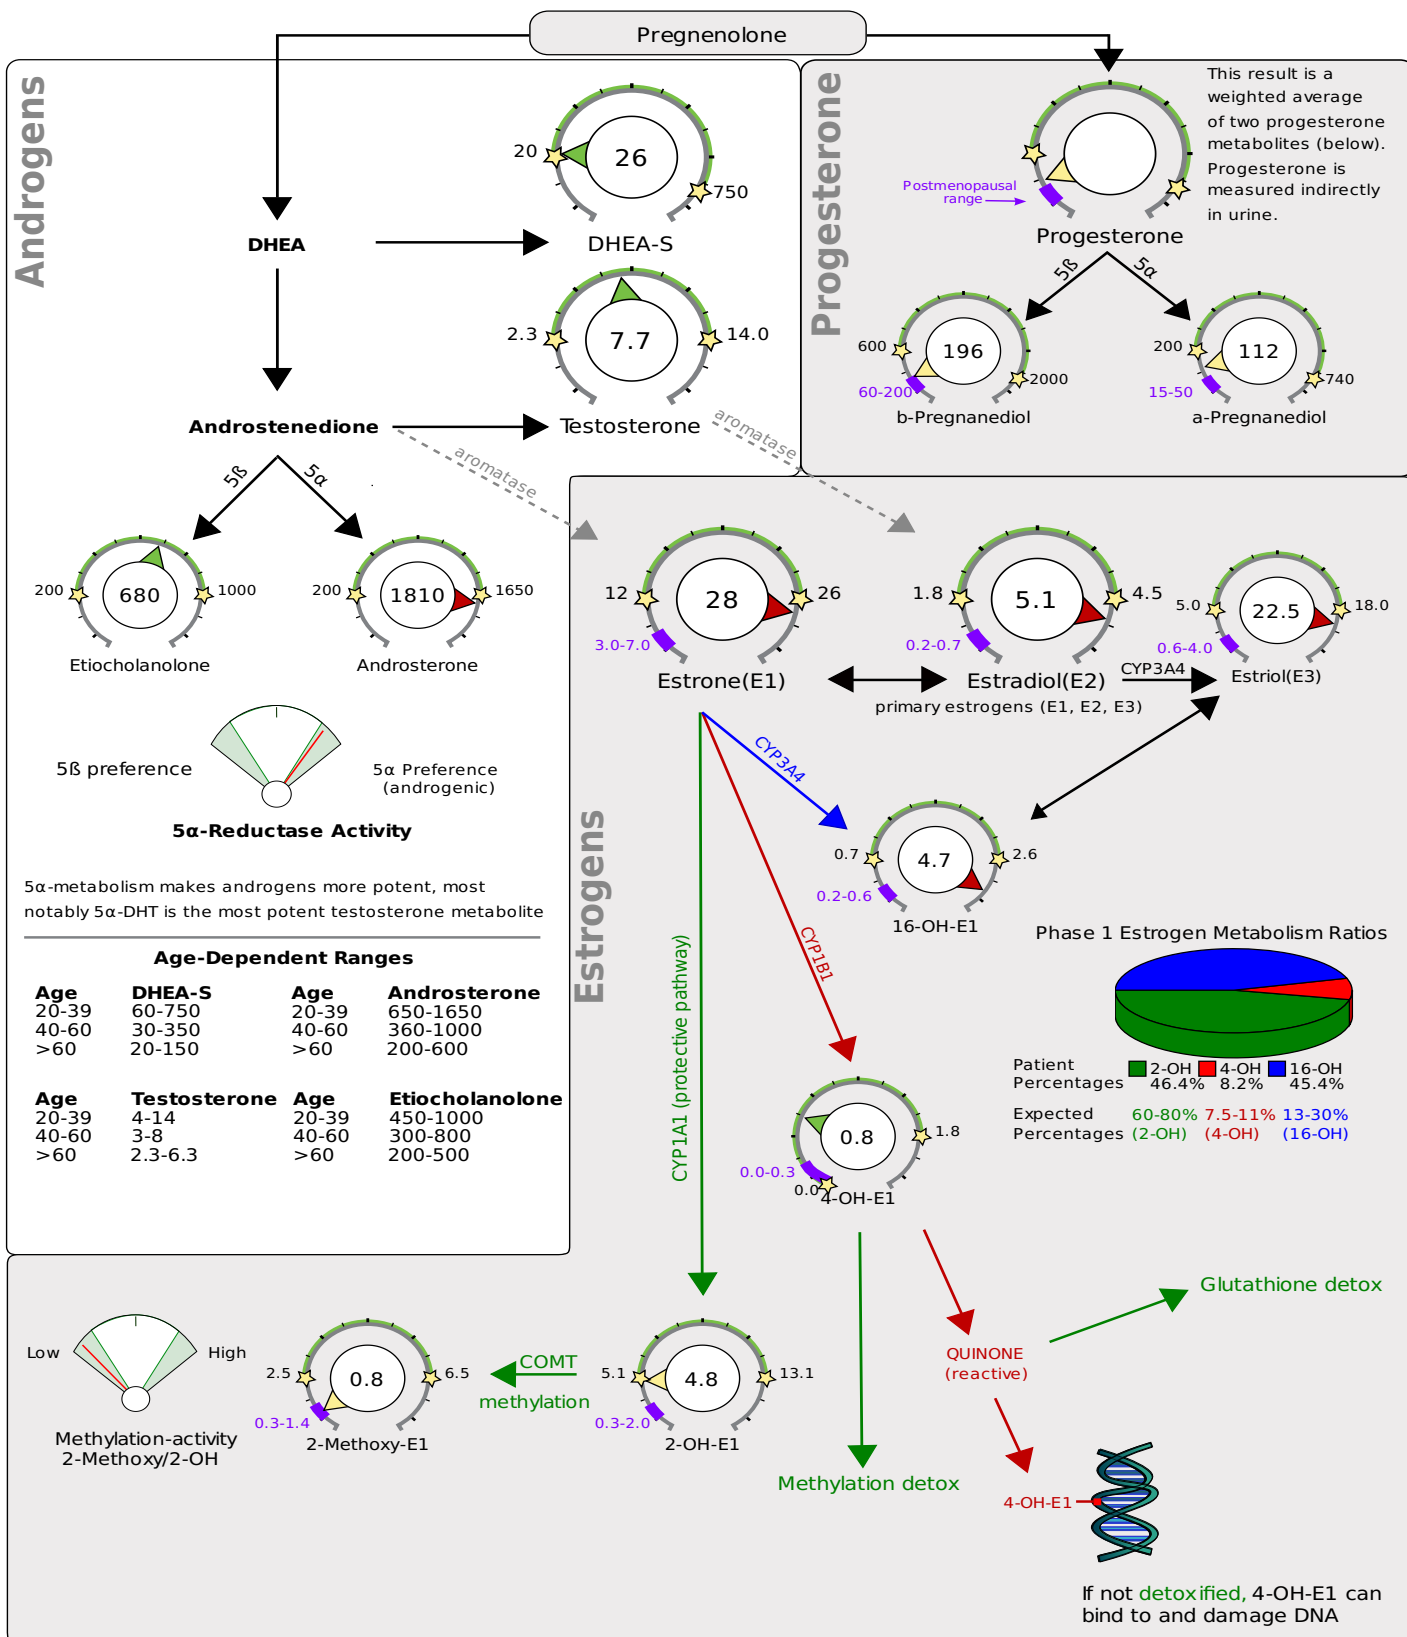 Pregnenolone
Androgens
Progesterone
Estrogens
DHEA
20
26
750
DHEA-S
2.3
7.7
14.0
Testosterone
Androstenedione
aromatase
aromatase
5ß
5α
200
680
1000
Etiocholanolone
200
1810
1650
Androsterone
5ß preference
5α Preference
(androgenic)
5α-Reductase Activity
5α-metabolism makes androgens more potent, most
notably 5α-DHT is the most potent testosterone metabolite
Age-Dependent Ranges
Age DHEA-S Age Androsterone
20-39 60-750 20-39 650-1650
40-60 30-350 40-60 360-1000
>60 20-150 >60 200-600
Age Testosterone Age Etiocholanolone
20-39 4-14 20-39 450-1000
40-60 3-8 40-60 300-800
>60 2.3-6.3 >60 200-500
This result is a
weighted average
of two progesterone
metabolites (below).
Progesterone is
measured indirectly
in urine.
Postmenopausal
range
Progesterone
5ß
5α
600
196
2000
60-200
b-Pregnanediol
200
112
740
15-50
a-Pregnanediol
12
28
26
3.0-7.0
Estrone(E1)
1.8
5.1
4.5
0.2-0.7
Estradiol(E2)
CYP3A4
5.0
22.5
18.0
0.6-4.0
Estriol(E3)
primary estrogens (E1, E2, E3)
CYP3A4
0.7
4.7
2.6
0.2-0.6
16-OH-E1
CYP1B1
CYP1A1 (protective pathway)
Phase 1 Estrogen Metabolism Ratios
Patient
Percentages
2-OH 4-OH 16-OH
46.4% 8.2% 45.4%
Expected
Percentages
60-80% 7.5-11% 13-30%
(2-OH) (4-OH) (16-OH)
0.8
1.8
0.0-0.3
0.0
4-OH-E1
Glutathione detox
QUINONE
(reactive)
Methylation detox
4-OH-E1
If not detoxified, 4-OH-E1 can
bind to and damage DNA
Low
High
Methylation-activity
2-Methoxy/2-OH
2.5
0.8
6.5
0.3-1.4
2-Methoxy-E1
COMT
methylation
5.1
4.8
13.1
0.3-2.0
2-OH-E1